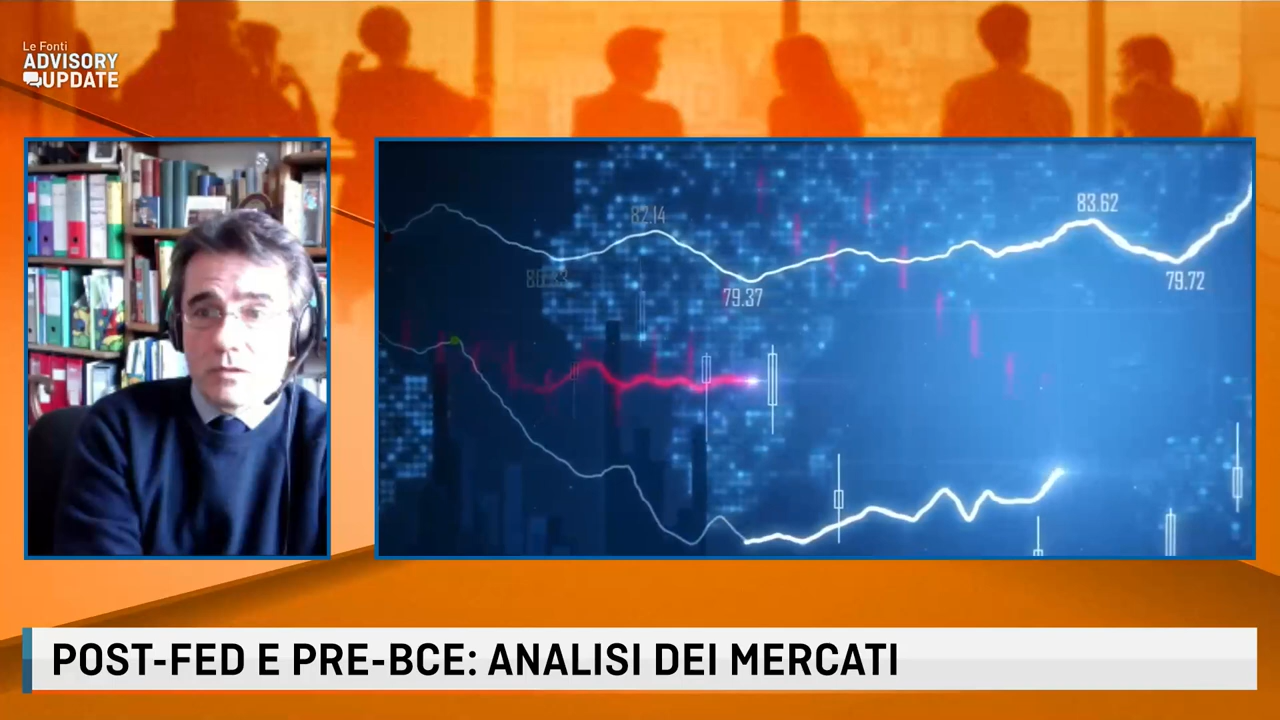 Le Fonti
ADVISORY
UPDATE
82.14
83.62
79.37
79.72
POST-FED E PRE-BCE: ANALISI DEI MERCATI